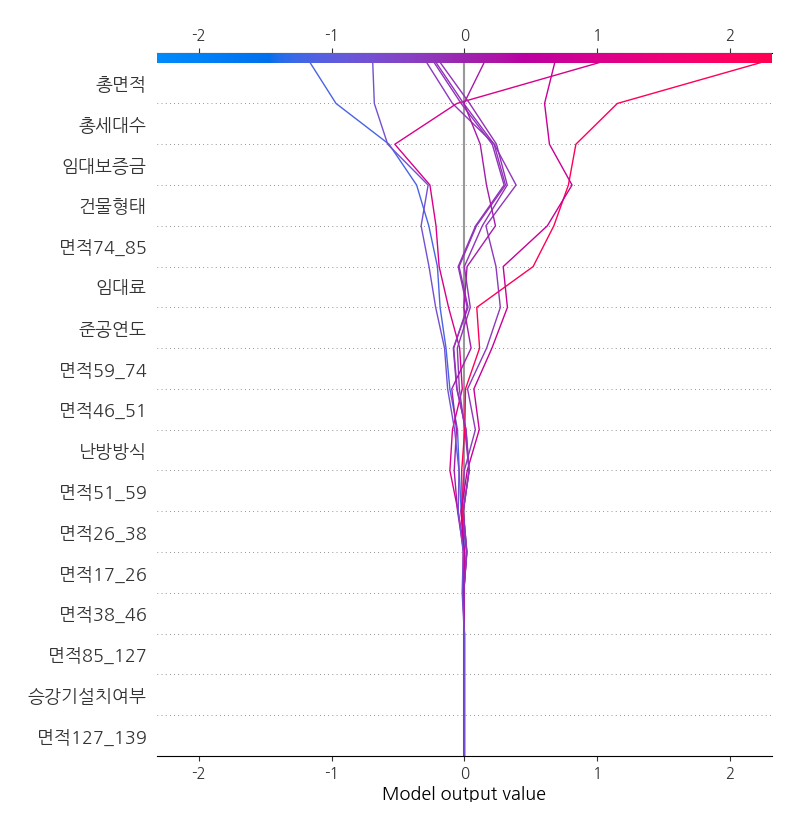 -2 -1 0 1 2
총면적
총세대수
임대보증금
건물형태
면적74_85
임대료
준공연도
면적59_74
면적46_51
난방방식
면적51_59
면적26_38
면적17_26
면적38_46
면적85_127
승강기설치여부
면적127_139
-2 -1 0 1 2
Model output value